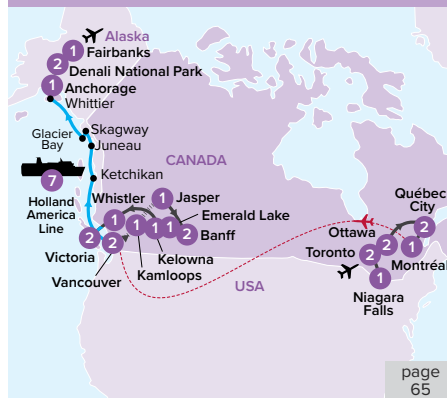 Alaska
1
Fairbanks
2
Denali National Park
1
Anchorage
Whittier
Glacier
Bay
Skagway
Juneau
Ketchikan
7
Holland
America
Line
CANADA
Whistler
1
Jasper
1
Emerald Lake
1
1
1
2
Banff
Kelowna
Kamloops
2
Victoria
2
Vancouver
USA
Québec
City
2
Ottawa
2
Toronto
2
1
Montréal
1
Niagara
Falls
page
65